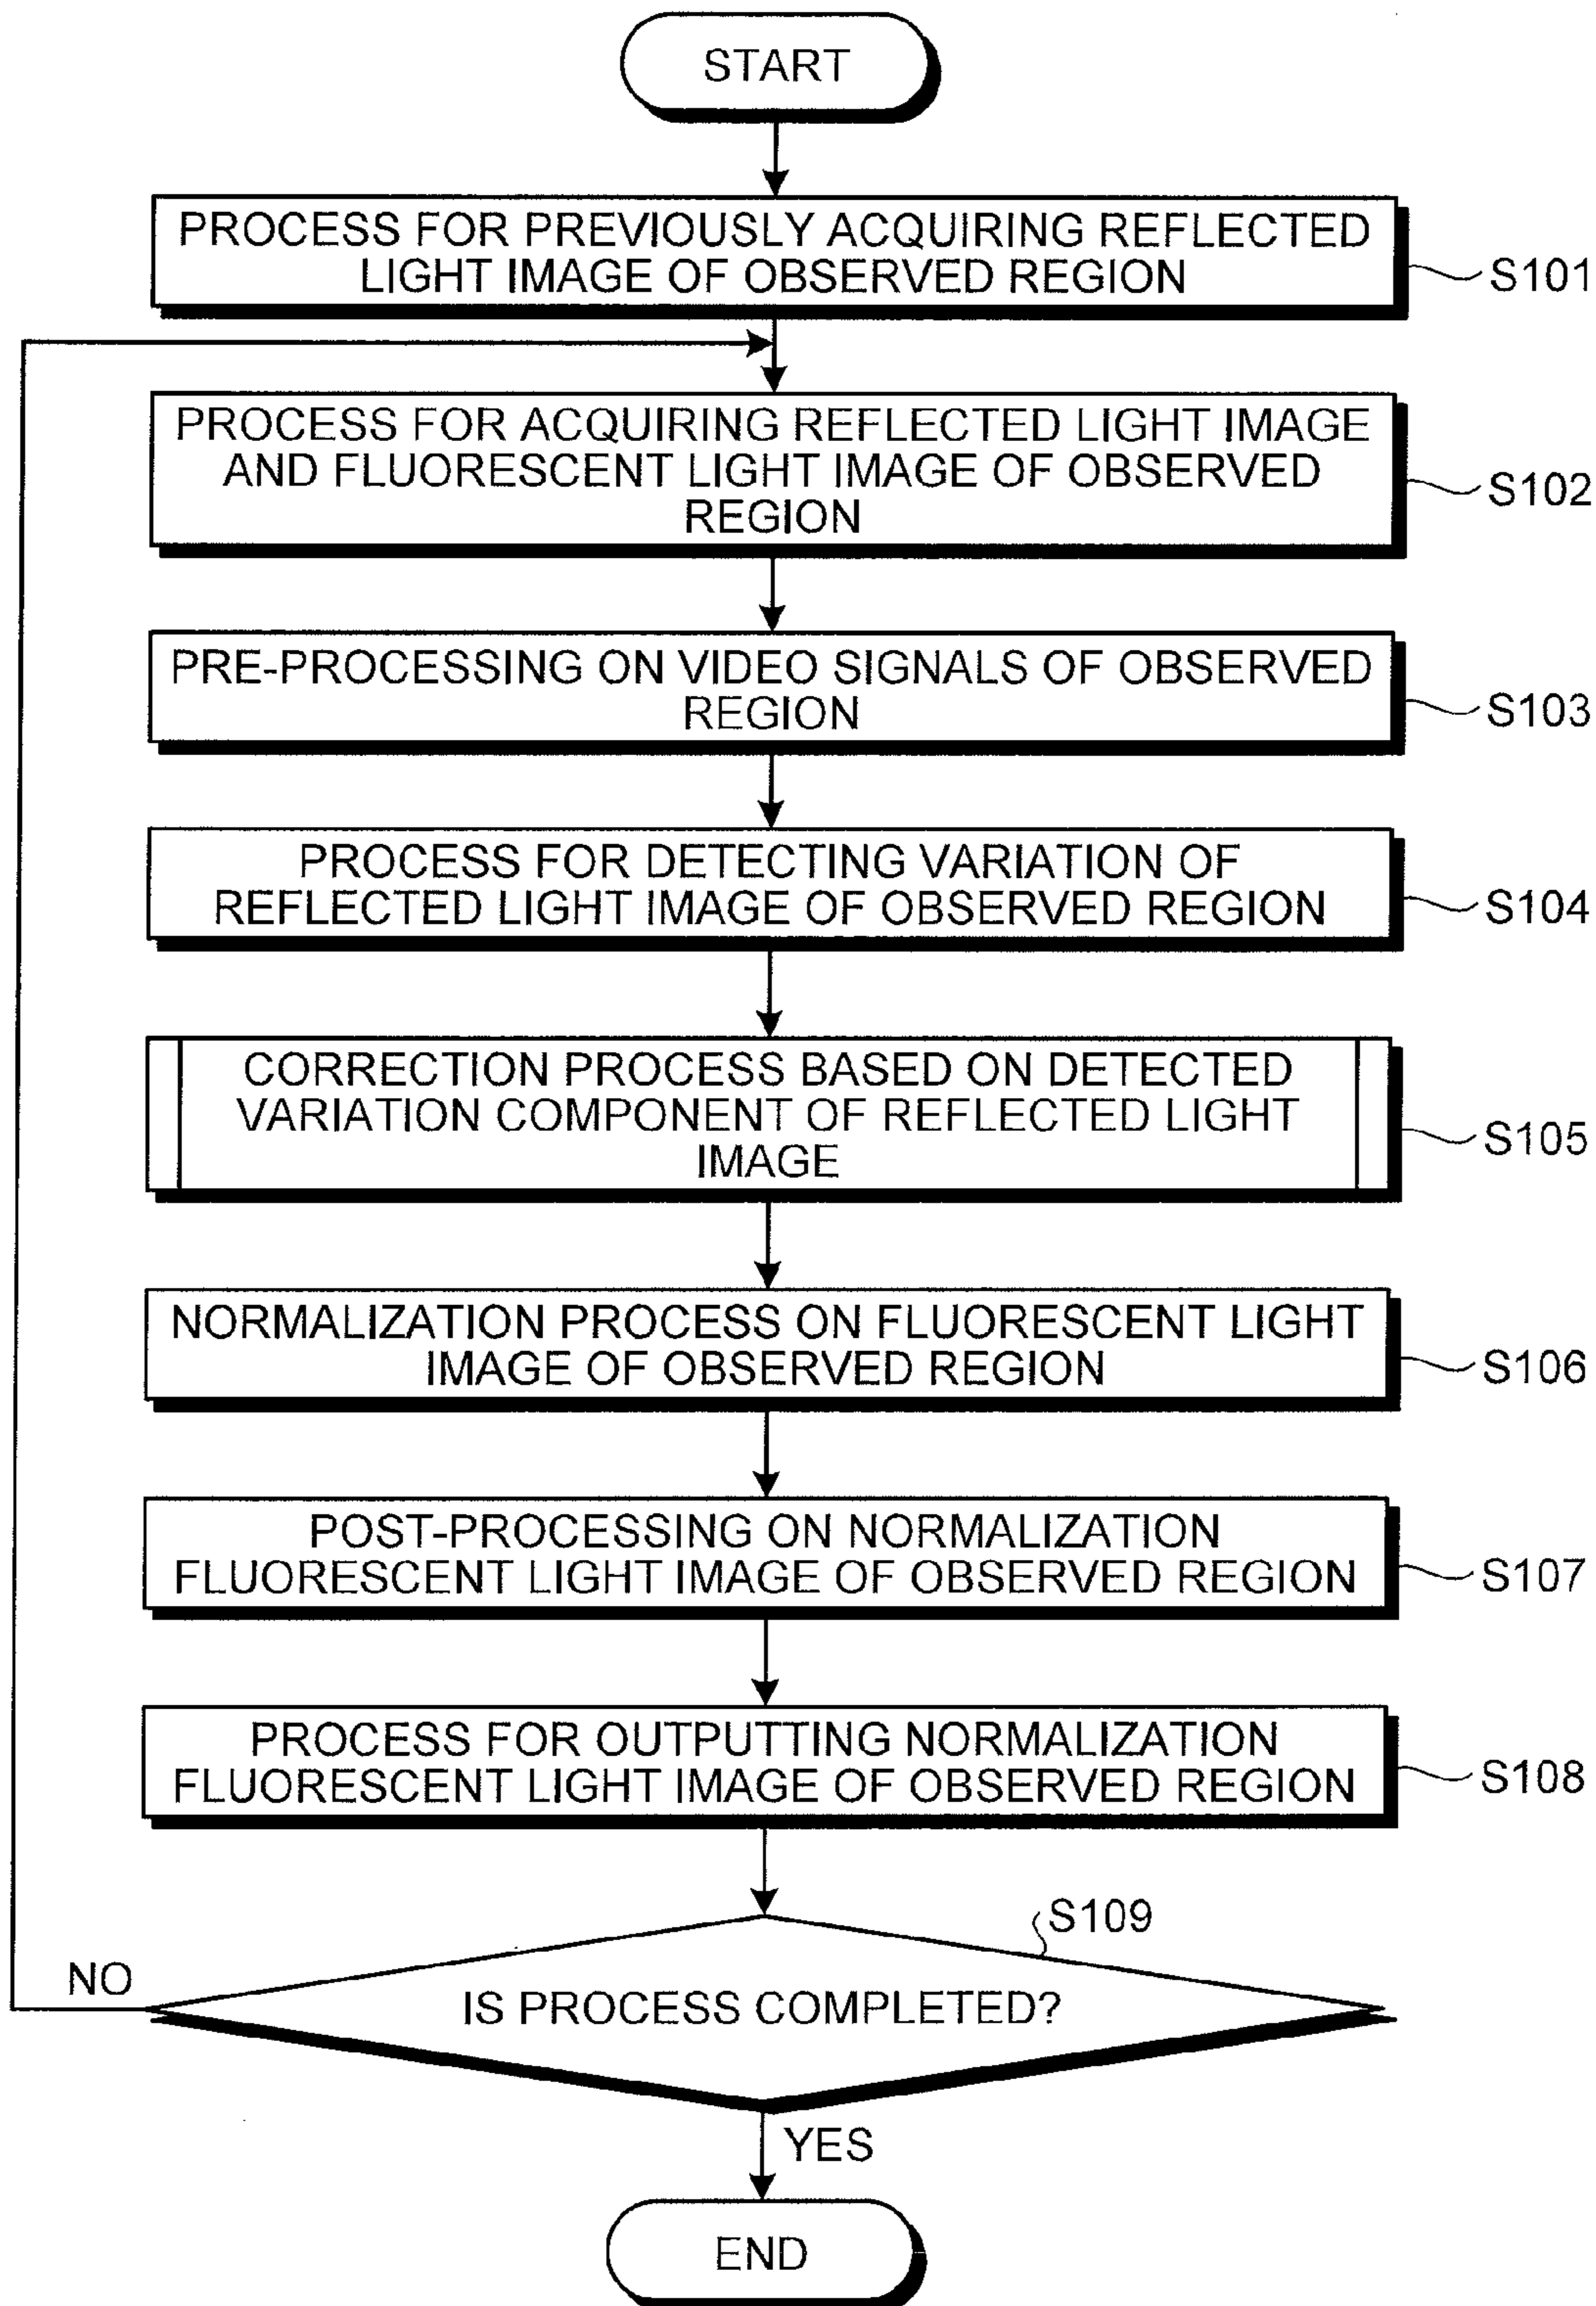 START
PROCESS FOR PREVIOUSLY ACQUIRING REFLECTED
LIGHT IMAGE OF OBSERVED REGION
S101
PROCESS FOR ACQUIRING REFLECTED LIGHT IMAGE
AND FLUORESCENT LIGHT IMAGE OF OBSERVED
REGION
S102
PRE-PROCESSING ON VIDEO SIGNALS OF OBSERVED
REGION
S103
PROCESS FOR DETECTING VARIATION OF
REFLECTED LIGHT IMAGE OF OBSERVED REGION
S104
CORRECTION PROCESS BASED ON DETECTED
VARIATION COMPONENT OF REFLECTED LIGHT
IMAGE
S105
NORMALIZATION PROCESS ON FLUORESCENT LIGHT
IMAGE OF OBSERVED REGION
S106
POST-PROCESSING ON NORMALIZATION
FLUORESCENT LIGHT IMAGE OF OBSERVED REGION
S107
PROCESS FOR OUTPUTTING NORMALIZATION
FLUORESCENT LIGHT IMAGE OF OBSERVED REGION
S108
S109
NO
IS PROCESS COMPLETED?
YES
END